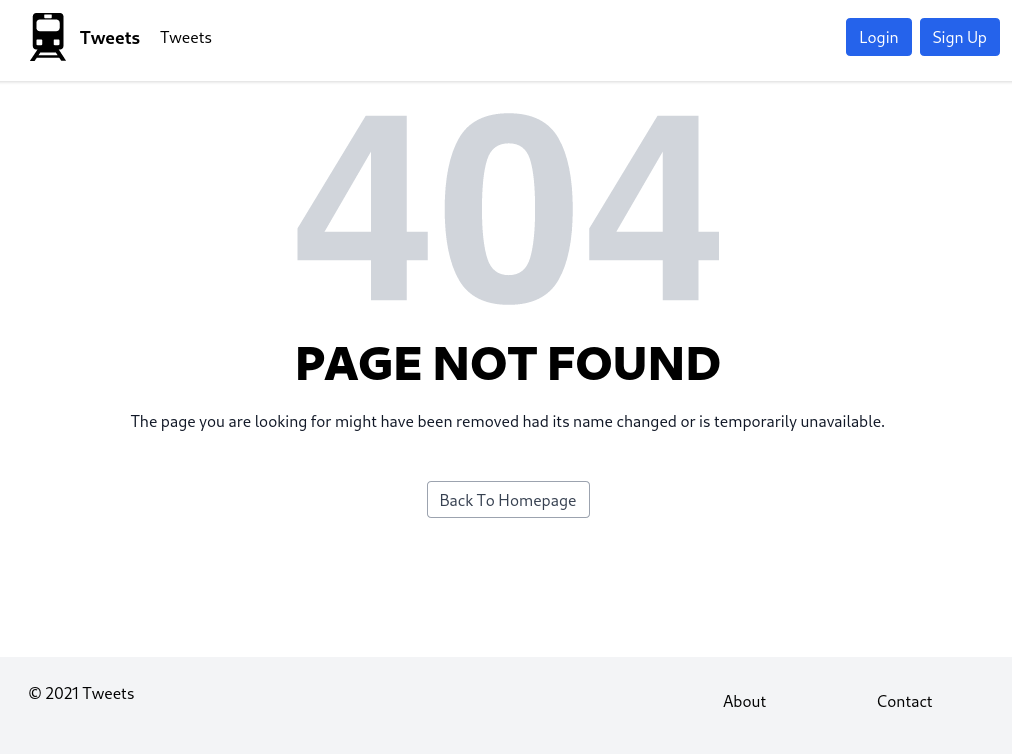 Tweets Tweets Login Sign Up
404
PAGE NOT FOUND
The page you are looking for might have been removed had its name changed or is temporarily unavailable.
Back To Homepage
© 2021 Tweets
About Contact